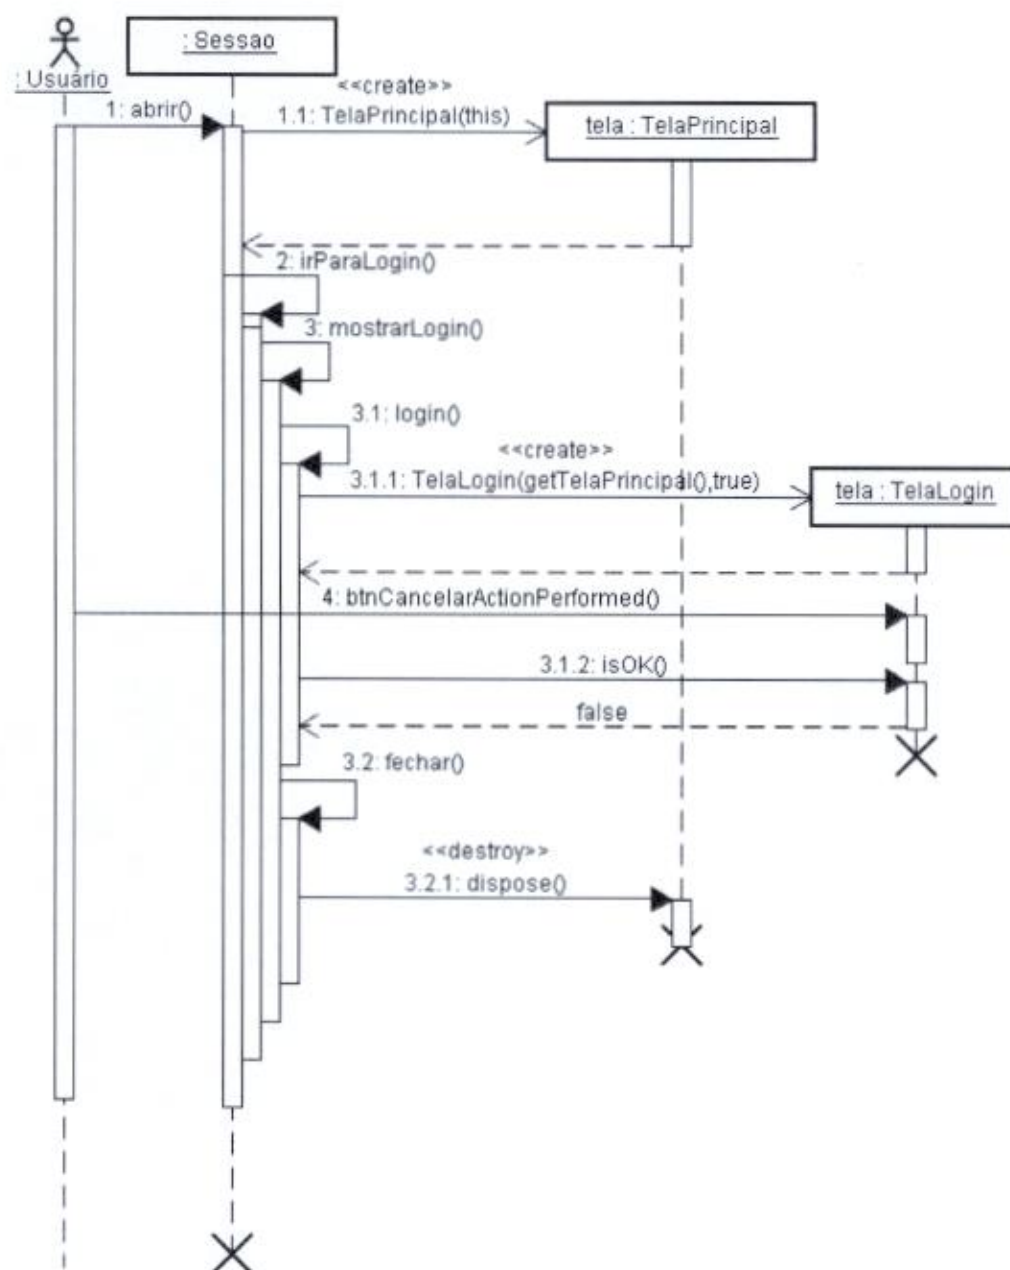 : Sessao
: Usuário
<<create>>
1: abrir()
1.1: TelaPrincipal(this)
tela : TelaPrincipal
2: irParaLogin()
3: mostrarLogin()
3.1: login()
<<create>>
3.1.1: TelaLogin(getTelaPrincipal(),true)
tela : TelaLogin
4: btnCancelarActionPerformed()
3.1.2: isOK()
false
3.2: fechar()
<<destroy>>
3.2.1: dispose()